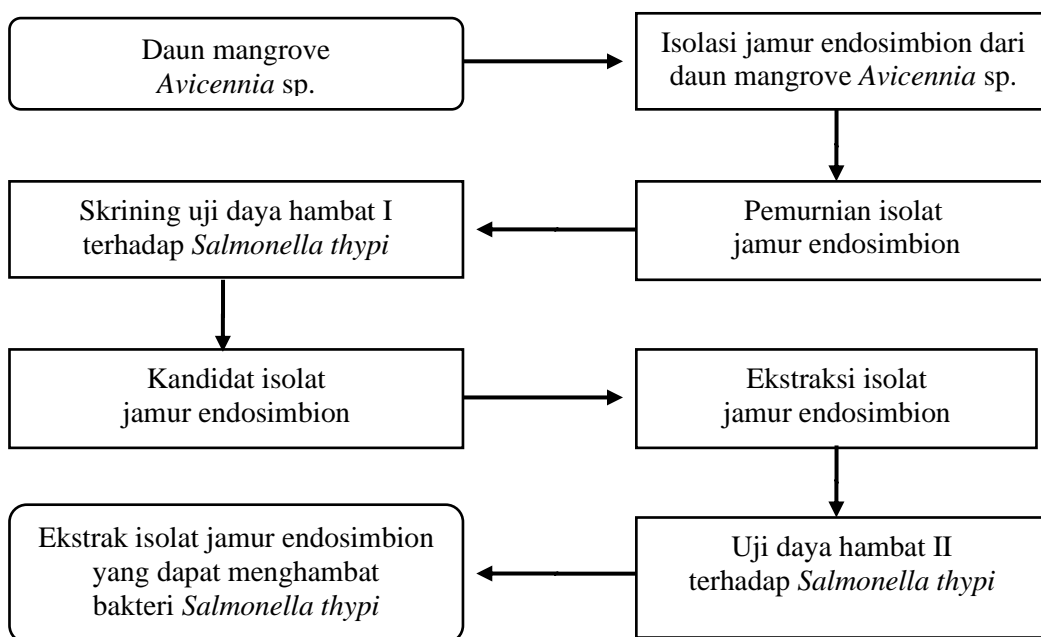 Daun mangrove
Avicennia sp.
Isolasi jamur endosimbion dari
daun mangrove Avicennia sp.
Pemurnian isolat
jamur endosimbion
Skrining uji daya hambat I
terhadap Salmonella thypi
Kandidat isolat
jamur endosimbion
Ekstraksi isolat
jamur endosimbion
Uji daya hambat II
terhadap Salmonella thypi
Ekstrak isolat jamur endosimbion
yang dapat menghambat
bakteri Salmonella thypi